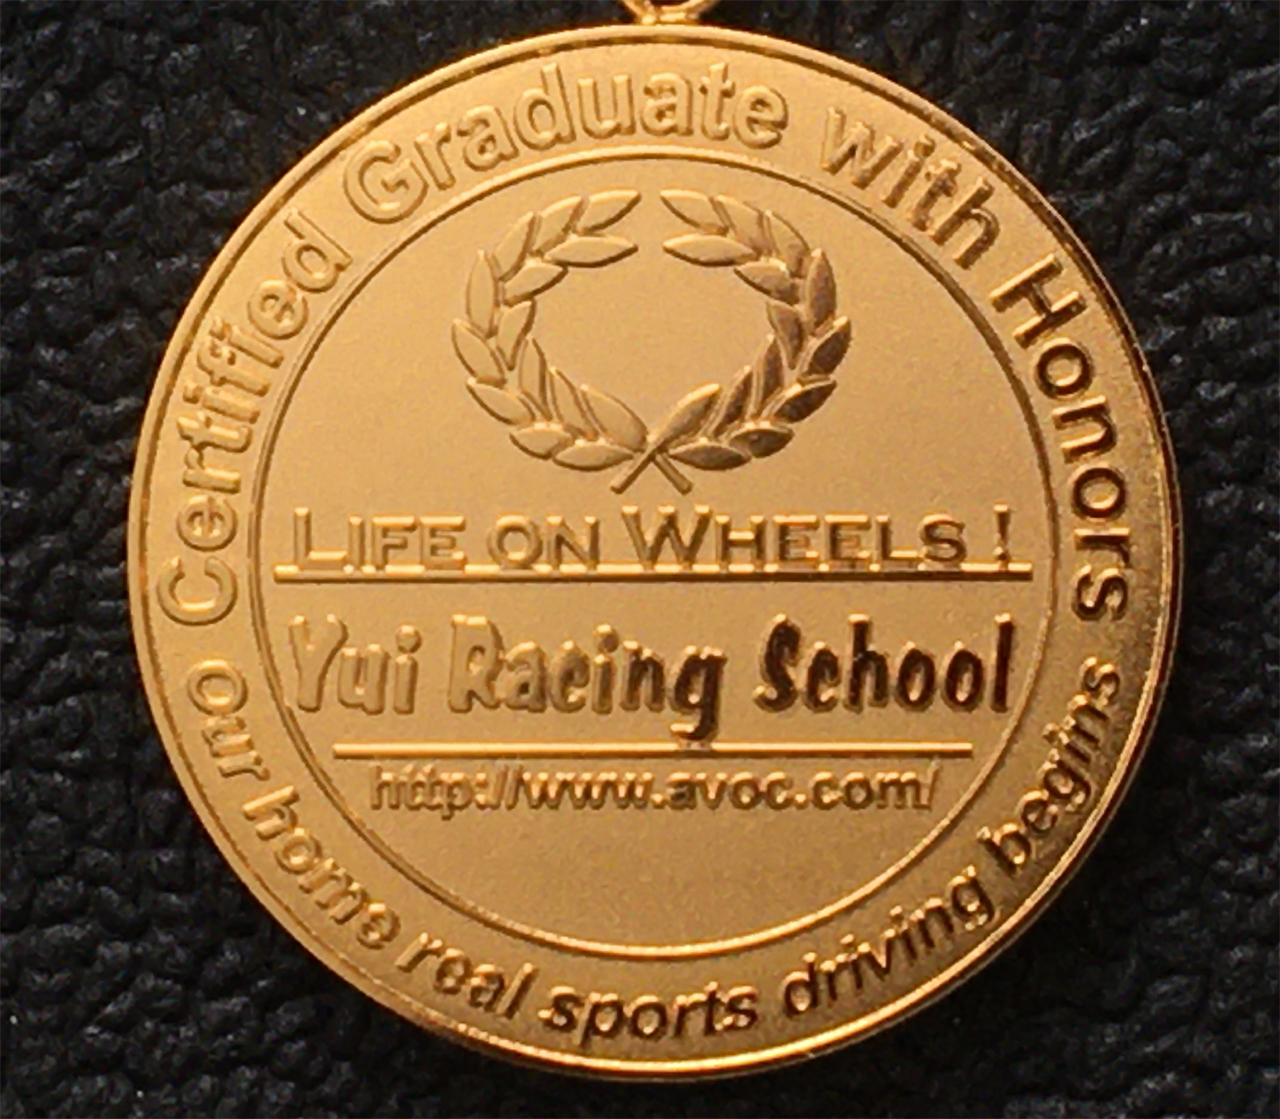 Certified Graduate with Honors
LIFE ON WHEELS !
Yui Racing School
http://www.avoc.com/
our home real sports driving begins